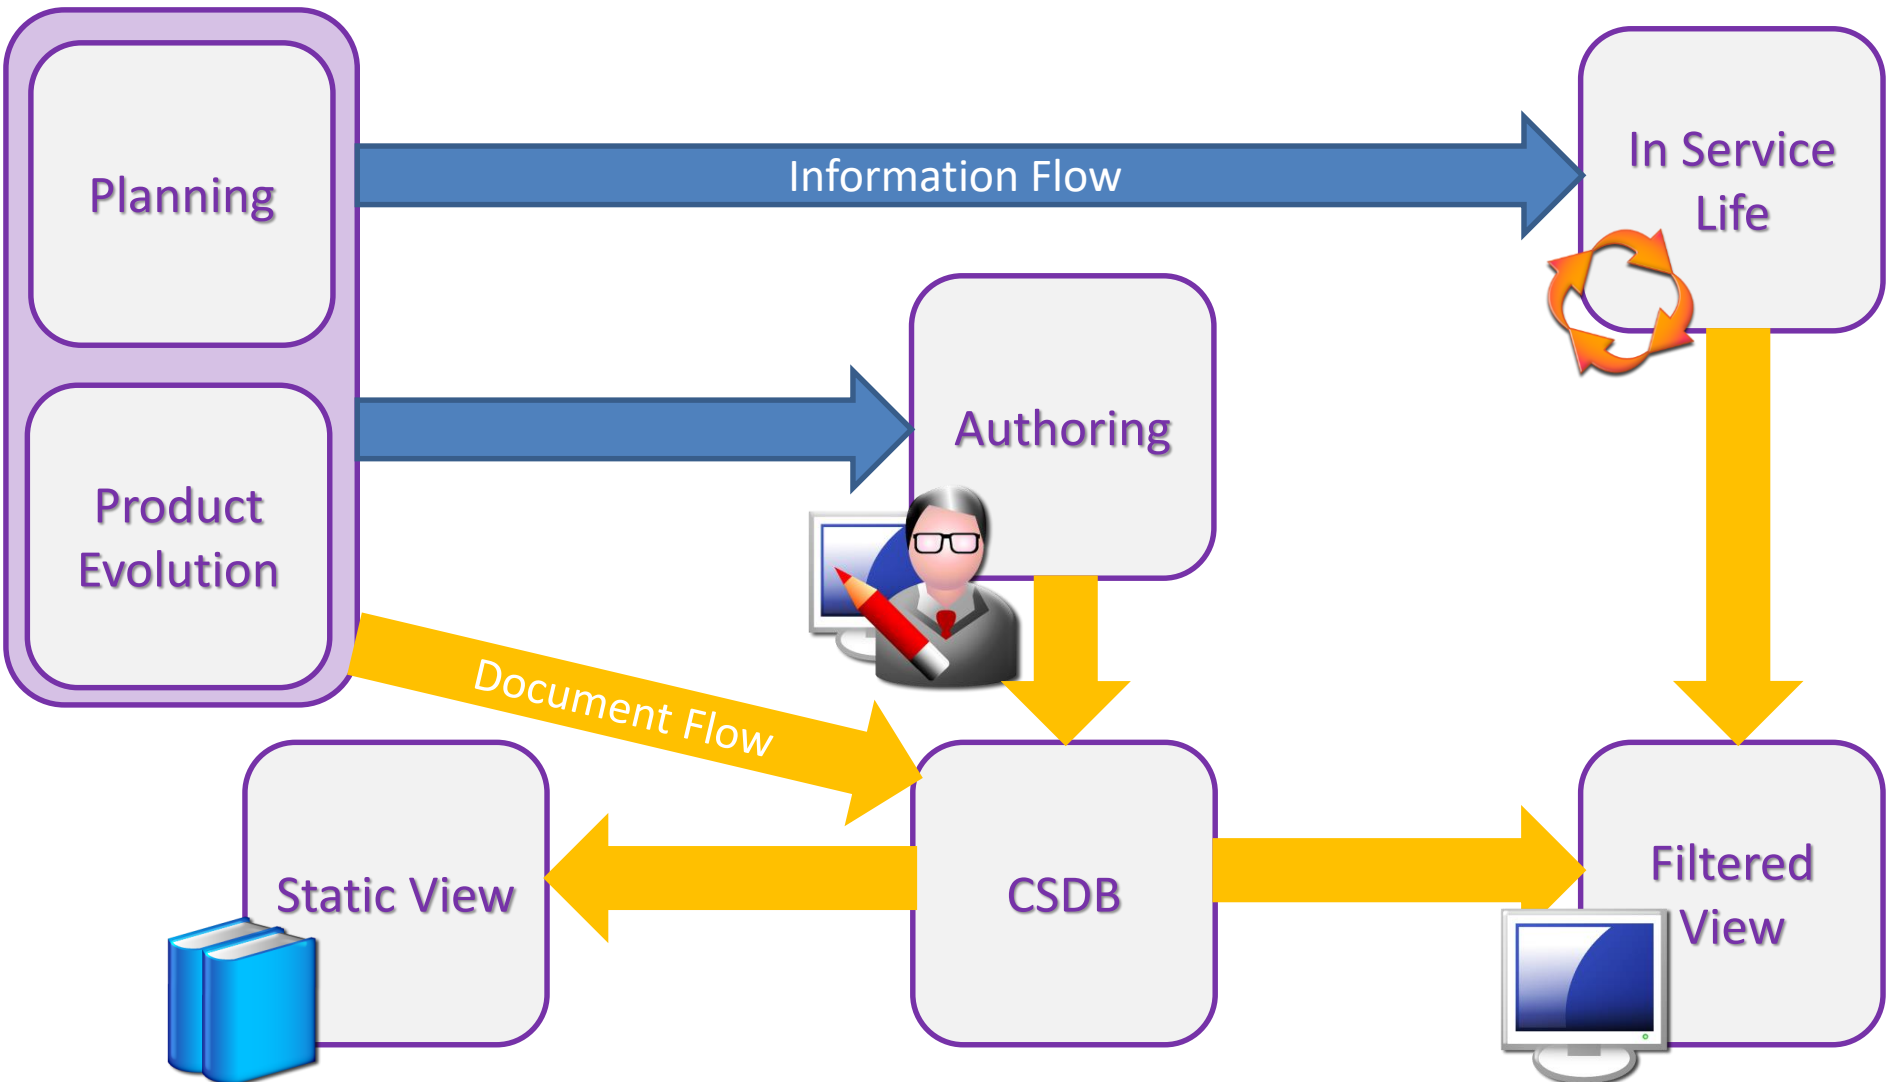 Planning
Information Flow
In Service
Life
Authoring
Product
Evolution
Document Flow
Static View
CSDB
Filtered
View